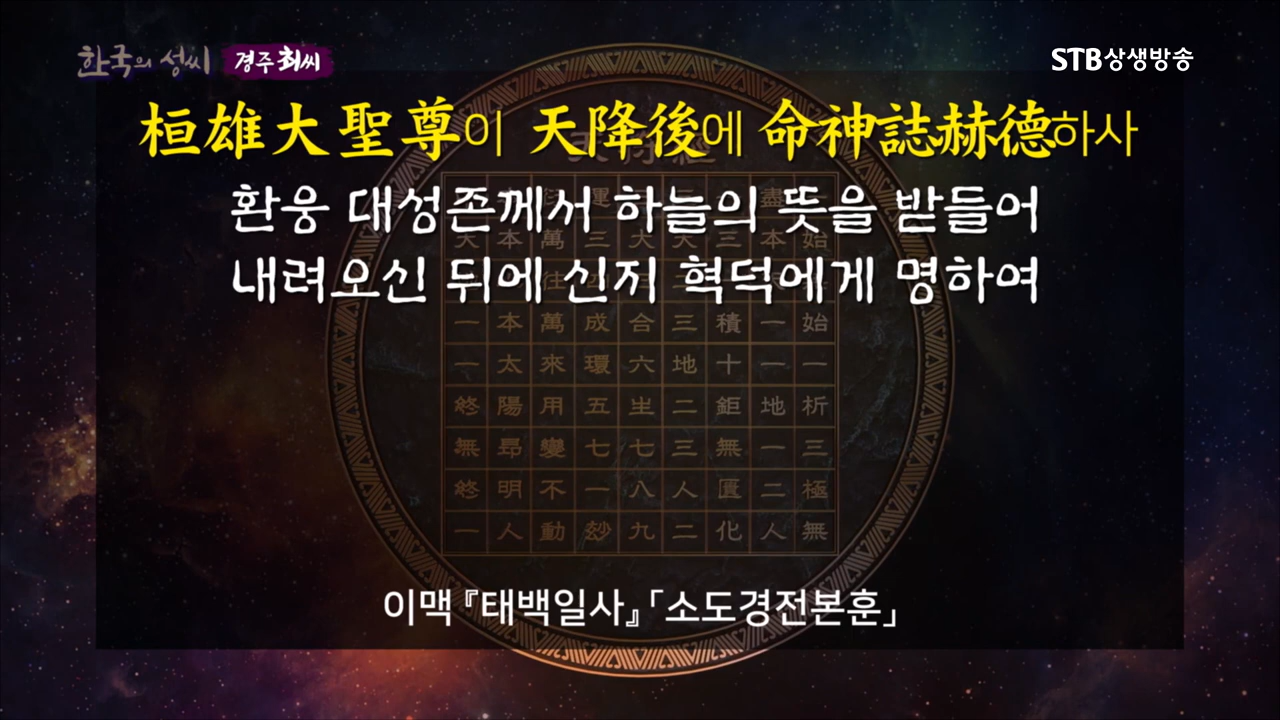 한국의 성씨 경주최씨
STB상생방송
桓雄大聖尊이 天降後에 命神誌赫德하사
환웅 대성존께서 하늘의 뜻을 받들어
내려오신 뒤에 신지 혁덕에게 명하여
一本萬成合三積一始
一太來環六地十一一
終陽用五生二鉅地析
無昻變七七三無一三
終明不一八人匱二極
一人動玅九二化人無
이맥『태백일사』「소도경전본훈」